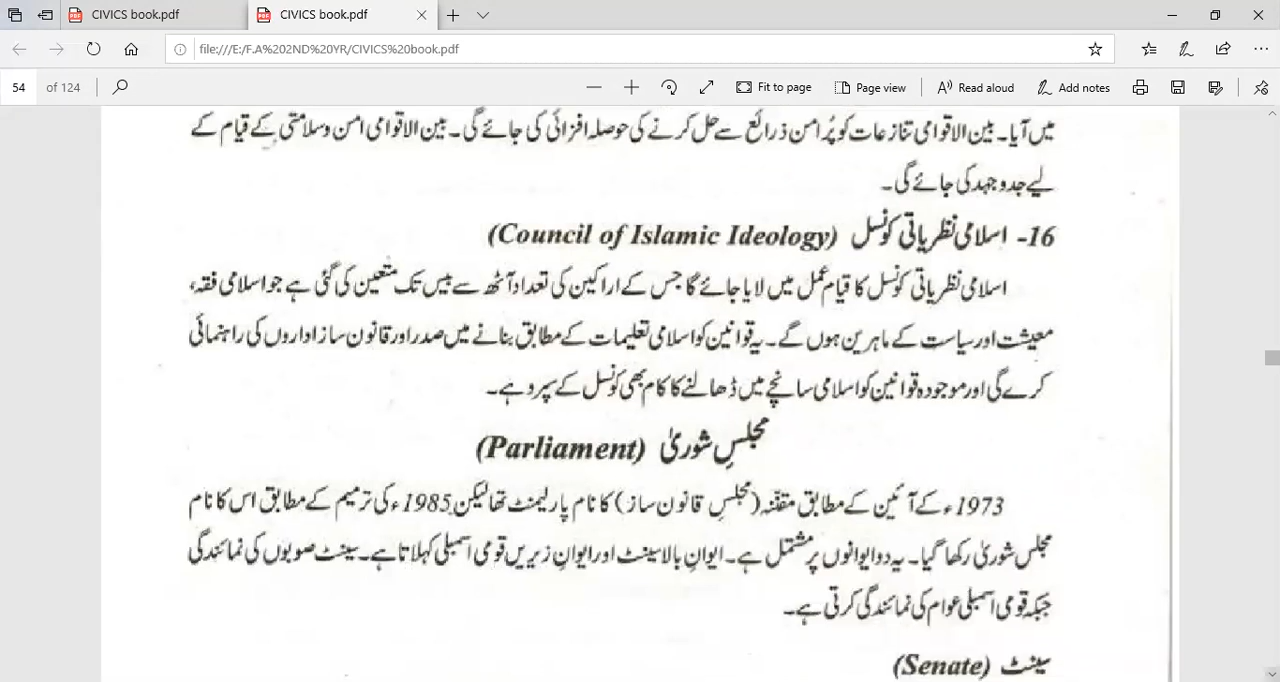 CIVICS book.pdf
CIVICS book.pdf
file:///E:/F.A%202ND%20YR/CIVICS%20book.pdf
54 of 124 Fit to page Page view Read aloud Add notes
میں آیا۔ بین الاقوامی تنازعات کو پُر امن ذرائع سے حل کرنے کی حوصلہ افزائی کی جائے گی۔ بین الاقوامی امن وسلامتی کے قیام کے
لیے جدوجہد کی جائے گی۔
16- اسلامی نظریاتی کونسل (Council of Islamic Ideology)
اسلامی نظریاتی کونسل کا قیام عمل میں لایا جائے گا جس کے اراکین کی تعداد آٹھ سے بیس تک متعین کی گئی ہے جو اسلامی فقہ،
معیشت اور سیاست کے ماہرین ہوں گے۔ یہ قوانین کو اسلامی تعلیمات کے مطابق بنانے میں صدر اور قانون ساز اداروں کی راہنمائی
کرے گی اور موجودہ قوانین کو اسلامی سانچے میں ڈھالنے کا کام بھی کونسل کے سپرد ہے۔
مجلسِ شوریٰ (Parliament)
1973ء کے آئین کے مطابق مقنّنہ (مجلسِ قانون ساز) کا نام پارلیمنٹ تھا لیکن 1985ء کی ترمیم کے مطابق اس کا نام
مجلس شوریٰ رکھا گیا۔ یہ دو ایوانوں پر مشتمل ہے۔ ایوانِ بالا سینٹ اور ایوانِ زیریں قومی اسمبلی کہلاتا ہے۔ سینٹ صوبوں کی نمائندگی
جبکہ قومی اسمبلی عوام کی نمائندگی کرتی ہے۔
سینٹ (Senate)